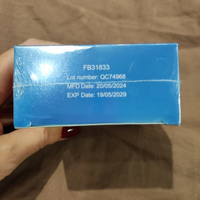 FB31833
Lot number: QC74968
MFD Date: 20/05/2024
EXP Date: 19/05/2029